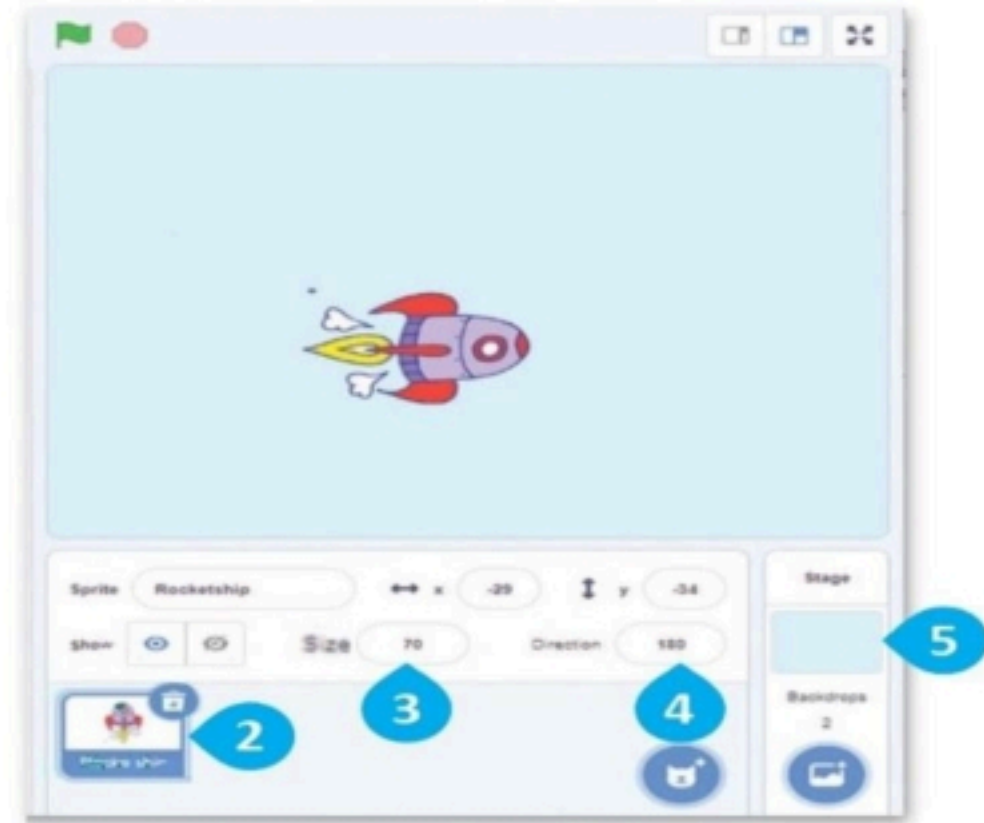 Sprite Rocketship x -29 y -34
Stage
Show Size 70 Direction 180
5
3
4
Backdrops
2
2